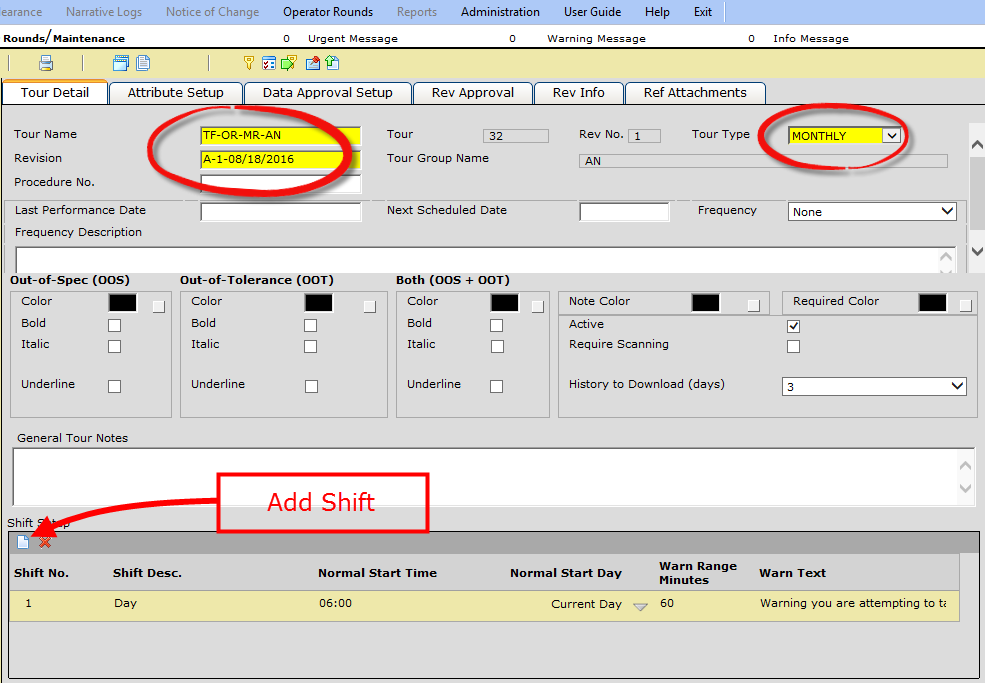 earance Narrative Logs Notice of Change Operator Rounds Reports Administration User Guide Help Exit
Rounds/Maintenance 0 Urgent Message 0 Warning Message 0 Info Message
Tour Detail Attribute Setup Data Approval Setup Rev Approval Rev Info Ref Attachments
Tour Name TF-OR-MR-AN Tour 32 Rev No. 1 Tour Type MONTHLY
Revision A-1-08/18/2016 Tour Group Name AN
Procedure No.
Last Performance Date Next Scheduled Date Frequency None
Frequency Description
Out-of-Spec (OOS) Out-of-Tolerance (OOT) Both (OOS + OOT)
Color Color Color Note Color Required Color
Bold Bold Bold Active
Italic Italic Italic Require Scanning
Underline Underline Underline History to Download (days) 3
General Tour Notes
Add Shift
Shift Setup
Shift No. Shift Desc. Normal Start Time Normal Start Day Warn Range Minutes Warn Text
1 Day 06:00 Current Day 60 Warning you are attempting to ta